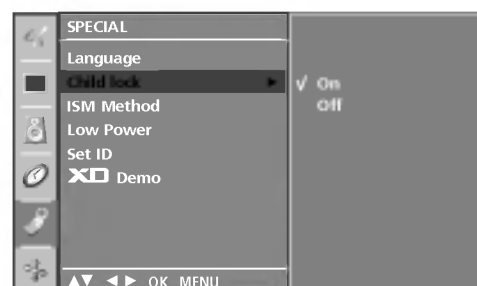 SPECIAL
Language
Child lock ►
√ On
Off
ISM Method
Low Power
Set ID
XD Demo
▲▼ ◄► OK MENU